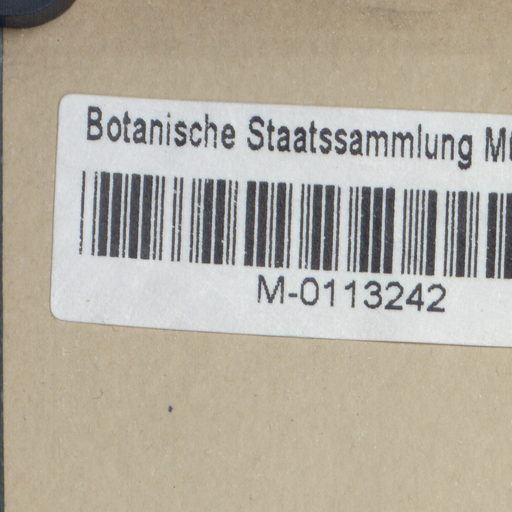 Botanische Staatssammlung
M-0113242